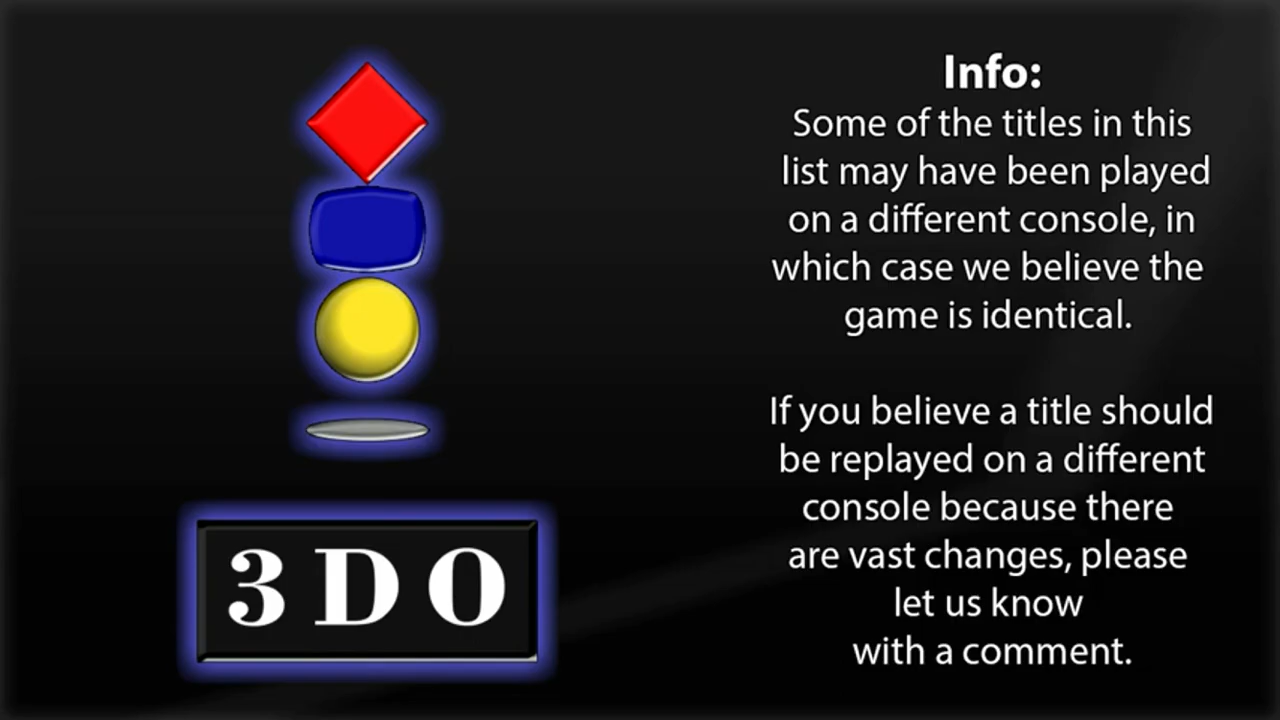 3DO
Info:
Some of the titles in this
list may have been played
on a different console, in
which case we believe the
game is identical.
If you believe a title should
be replayed on a different
console because there
are vast changes, please
let us know
with a comment.